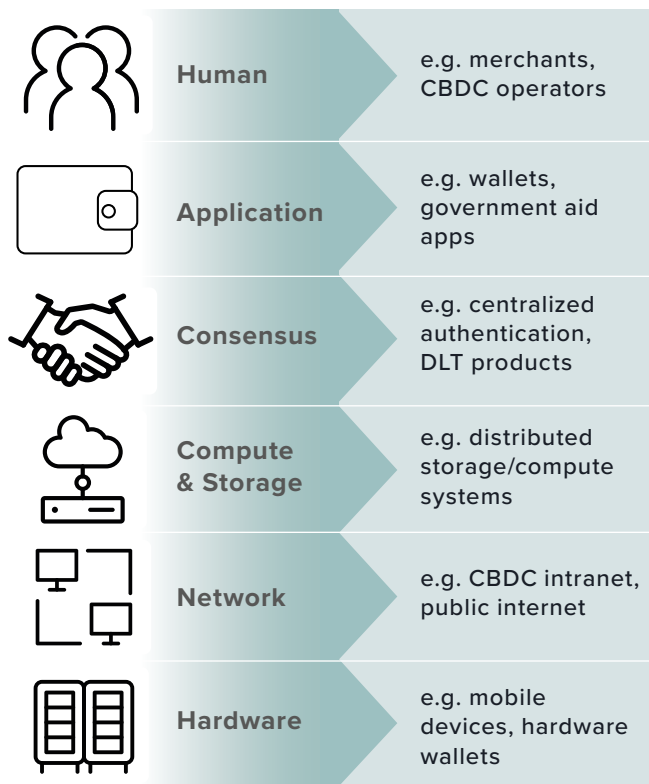 Human
e.g. merchants,
CBDC operators
Application
e.g. wallets,
government aid
apps
Consensus
e.g. centralized
authentication,
DLT products
Compute
& Storage
e.g. distributed
storage/compute
systems
Network
e.g. CBDC intranet,
public internet
Hardware
e.g. mobile
devices, hardware
wallets